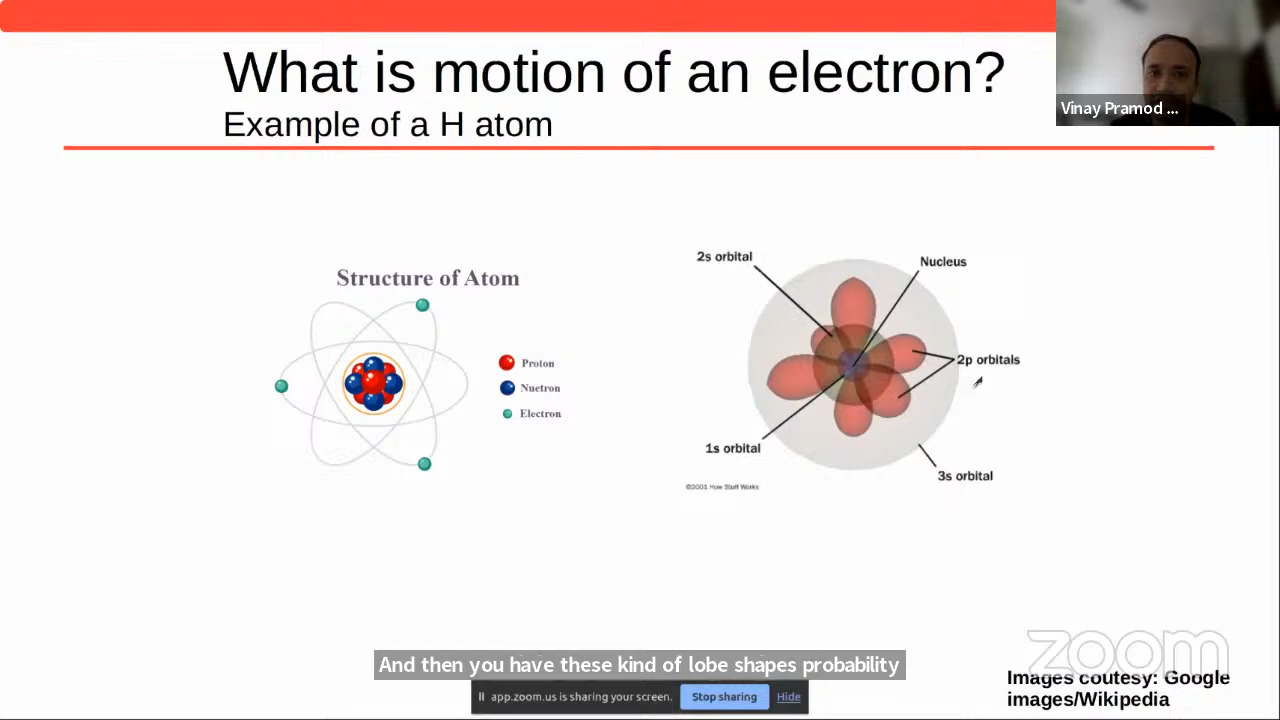 What is motion of an electron?
Example of a H atom
Vinay Pramod ...
Structure of Atom
Proton
Nuetron
Electron
2s orbital
Nucleus
2p orbitals
1s orbital
3s orbital
©2001 How Stuff Works
And then you have these kind of lobe shapes probability
app.zoom.us is sharing your screen.
Stop sharing
Hide
zoom
Images coutesy: Google
images/Wikipedia